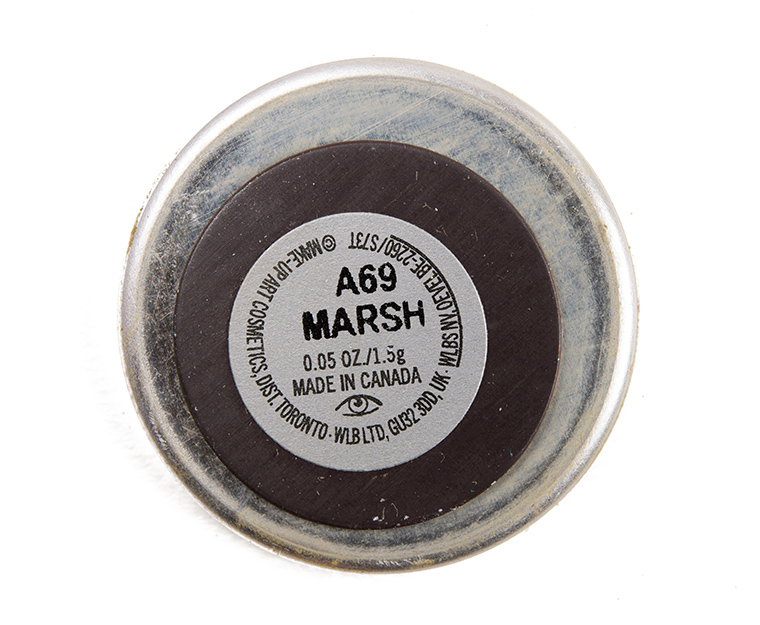 A69
MARSH
0.05 OZ./1.5g
MADE IN CANADA
© MAKE-UP ART COSMETICS, DIST. TORONTO · WLB LTD, GU32 3DD, UK · WLBS NY, OEVEL BE-2260/S73T